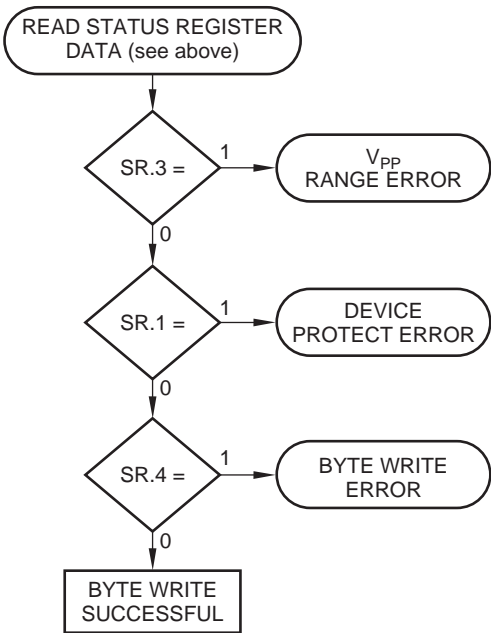 READ STATUS REGISTER
DATA (see above)
SR.3 =
1
V_PP
RANGE ERROR
0
SR.1 =
1
DEVICE
PROTECT ERROR
0
SR.4 =
1
BYTE WRITE
ERROR
0
BYTE WRITE
SUCCESSFUL